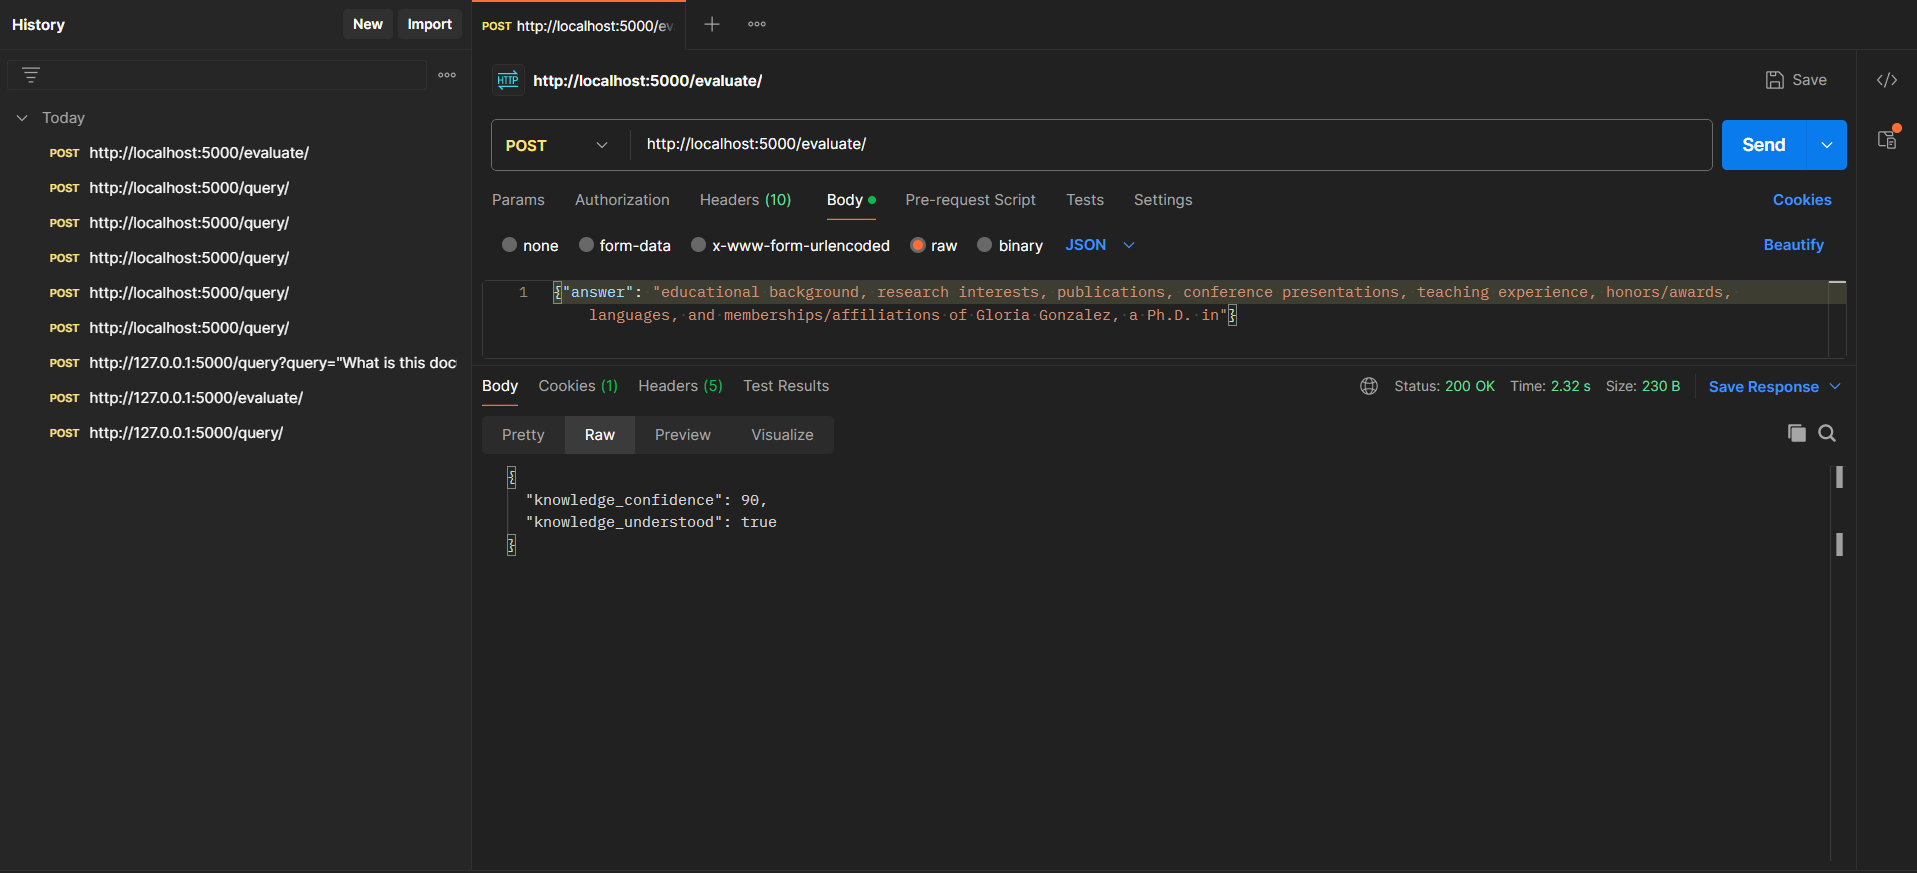 History
New
Import
Today
POST http://localhost:5000/evaluate/
POST http://localhost:5000/query/
POST http://localhost:5000/query/
POST http://localhost:5000/query/
POST http://localhost:5000/query/
POST http://localhost:5000/query/
POST http://127.0.0.1:5000/query?query="What is this doc
POST http://127.0.0.1:5000/evaluate/
POST http://127.0.0.1:5000/query/
POST http://localhost:5000/ev
HTTP http://localhost:5000/evaluate/
Save
POST http://localhost:5000/evaluate/
Send
Params Authorization Headers (10) Body Pre-request Script Tests Settings Cookies
none form-data x-www-form-urlencoded raw binary JSON Beautify
1 {"answer": "educational background, research interests, publications, conference presentations, teaching experience, honors/awards,
languages, and memberships/affiliations of Gloria Gonzalez, a Ph.D. in"}
Body Cookies (1) Headers (5) Test Results Status: 200 OK Time: 2.32 s Size: 230 B Save Response
Pretty Raw Preview Visualize
{
"knowledge_confidence": 90,
"knowledge_understood": true
}